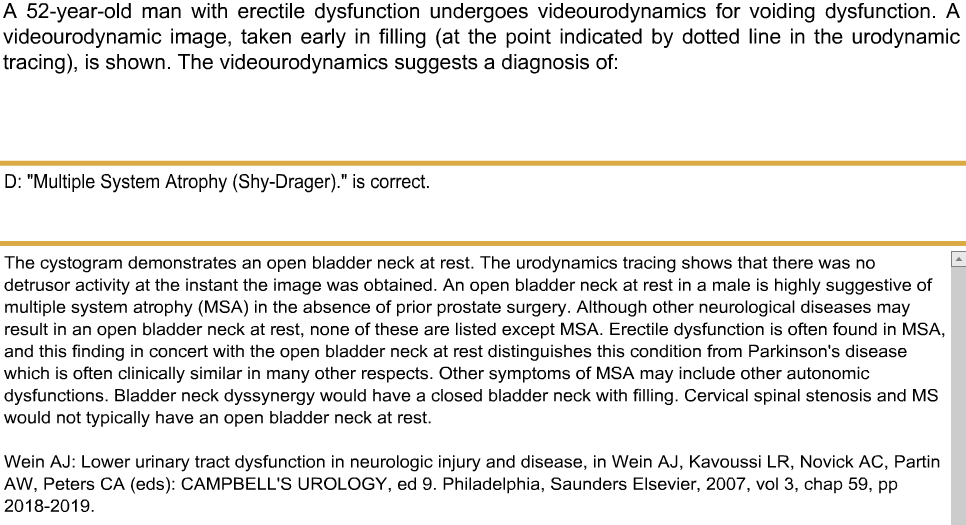 A 52-year-old man with erectile dysfunction undergoes videourodynamics for voiding dysfunction. A
videourodynamic image, taken early in filling (at the point indicated by dotted line in the urodynamic
tracing), is shown. The videourodynamics suggests a diagnosis of:
D: "Multiple System Atrophy (Shy-Drager)." is correct.
The cystogram demonstrates an open bladder neck at rest. The urodynamics tracing shows that there was no
detrusor activity at the instant the image was obtained. An open bladder neck at rest in a male is highly suggestive of
multiple system atrophy (MSA) in the absence of prior prostate surgery. Although other neurological diseases may
result in an open bladder neck at rest, none of these are listed except MSA. Erectile dysfunction is often found in MSA,
and this finding in concert with the open bladder neck at rest distinguishes this condition from Parkinson's disease
which is often clinically similar in many other respects. Other symptoms of MSA may include other autonomic
dysfunctions. Bladder neck dyssynergy would have a closed bladder neck with filling. Cervical spinal stenosis and MS
would not typically have an open bladder neck at rest.
Wein AJ: Lower urinary tract dysfunction in neurologic injury and disease, in Wein AJ, Kavoussi LR, Novick AC, Partin
AW, Peters CA (eds): CAMPBELL'S UROLOGY, ed 9. Philadelphia, Saunders Elsevier, 2007, vol 3, chap 59, pp
2018-2019.